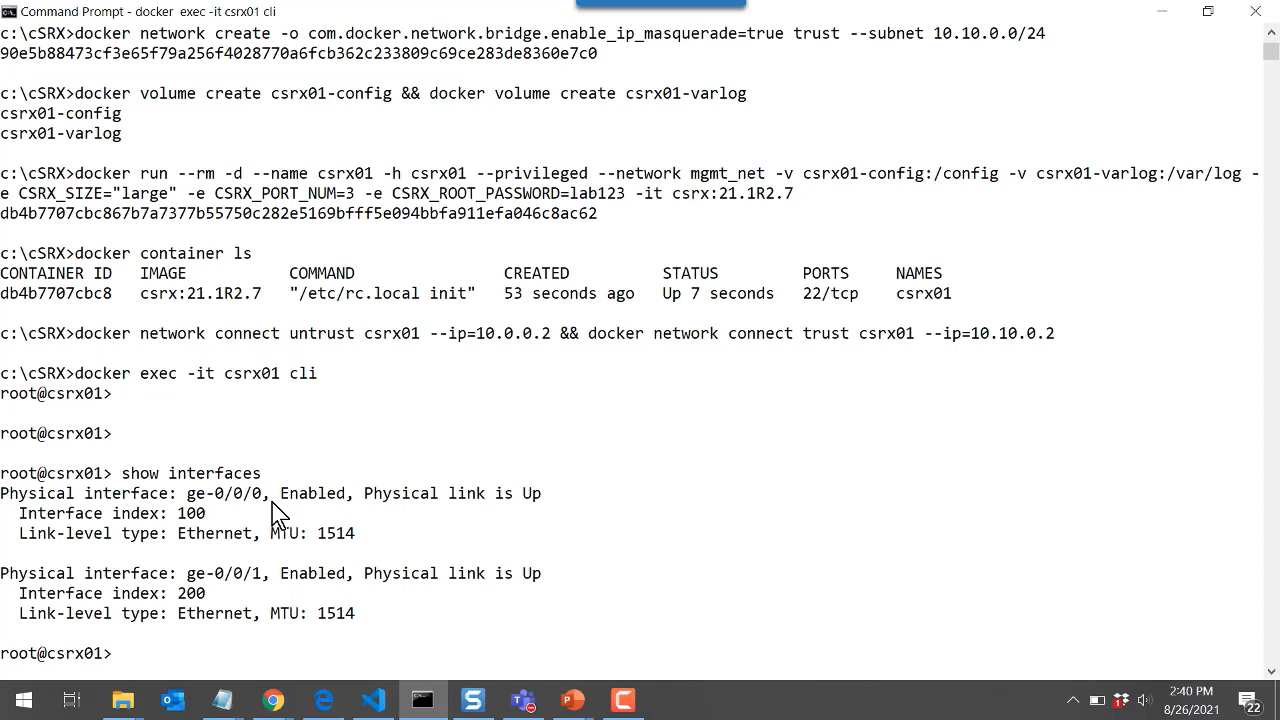 Command Prompt - docker exec -it csrx01 cli
c:\cSRX>docker network create -o com.docker.network.bridge.enable_ip_masquerade=true trust --subnet 10.10.0.0/24
90e5b88473cf3e65f79a256f4028770a6fcb362c233809c69ce283de8360e7c0
c:\cSRX>docker volume create csrx01-config && docker volume create csrx01-varlog
csrx01-config
csrx01-varlog
c:\cSRX>docker run --rm -d --name csrx01 -h csrx01 --privileged --network mgmt_net -v csrx01-config:/config -v csrx01-varlog:/var/log -
e CSRX_SIZE="large" -e CSRX_PORT_NUM=3 -e CSRX_ROOT_PASSWORD=lab123 -it csrx:21.1R2.7
db4b7707cbc867b7a7377b55750c282e5169bfff5e094bbfa911efa046c8ac62
c:\cSRX>docker container ls
CONTAINER ID IMAGE COMMAND CREATED STATUS PORTS NAMES
db4b7707cbc8 csrx:21.1R2.7 "/etc/rc.local init" 53 seconds ago Up 7 seconds 22/tcp csrx01
c:\cSRX>docker network connect untrust csrx01 --ip=10.0.0.2 && docker network connect trust csrx01 --ip=10.10.0.2
c:\cSRX>docker exec -it csrx01 cli
root@csrx01>
root@csrx01>
root@csrx01> show interfaces
Physical interface: ge-0/0/0, Enabled, Physical link is Up
Interface index: 100
Link-level type: Ethernet, MTU: 1514
Physical interface: ge-0/0/1, Enabled, Physical link is Up
Interface index: 200
Link-level type: Ethernet, MTU: 1514
root@csrx01>
2:40 PM
8/26/2021
22